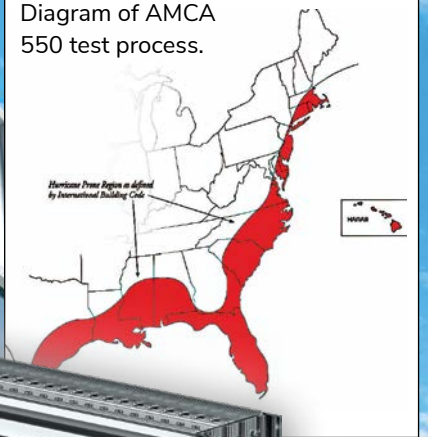 Diagram of AMCA
550 test process.
Hurricane Prone Region as defined
by International Building Code
HAWAII